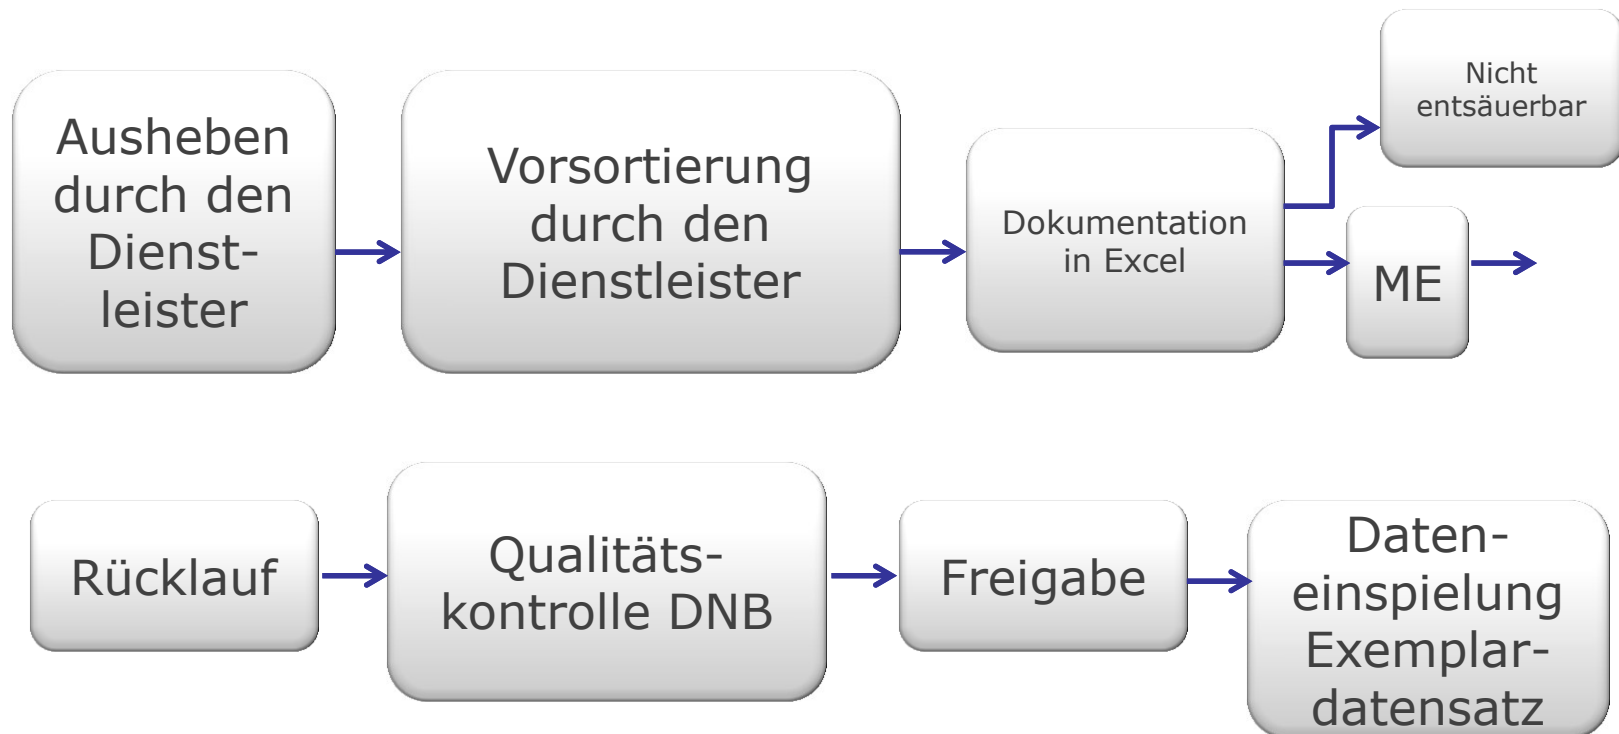 Ausheben
durch den
Dienst-
leister
Vorsortierung
durch den
Dienstleister
Dokumentation
in Excel
Nicht
entsäuerbar
ME
Rücklauf
Qualitäts-
kontrolle DNB
Freigabe
Daten-
einspielung
Exemplar-
datensatz